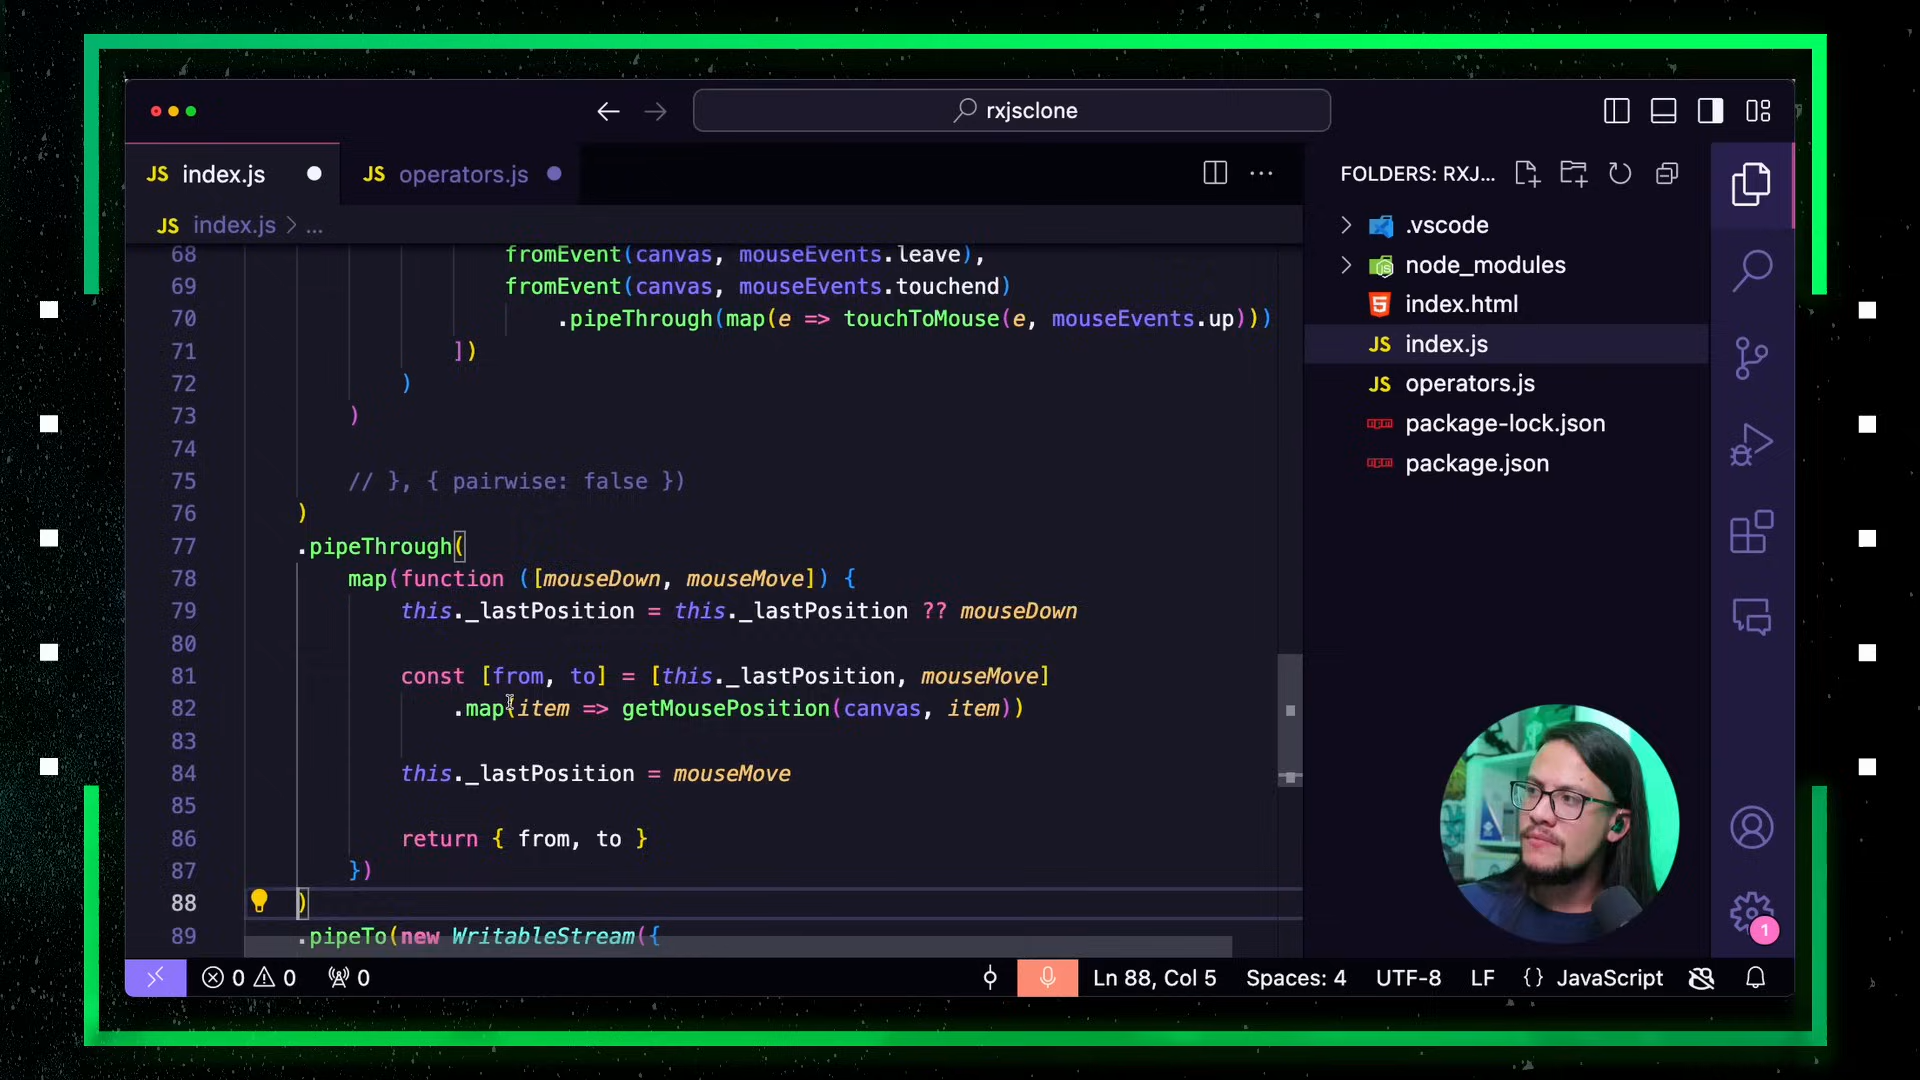 rxjsclone
JS index.js
JS operators.js
JS index.js > ...
68 fromEvent(canvas, mouseEvents.leave),
69 fromEvent(canvas, mouseEvents.touchend)
70 .pipeThrough(map(e => touchToMouse(e, mouseEvents.up)))
71 ])
72 )
73 )
74
75 // }, { pairwise: false })
76 )
77 .pipeThrough(
78 map(function ([mouseDown, mouseMove]) {
79 this._lastPosition = this._lastPosition ?? mouseDown
80
81 const [from, to] = [this._lastPosition, mouseMove]
82 .map(item => getMousePosition(canvas, item))
83
84 this._lastPosition = mouseMove
85
86 return { from, to }
87 })
88 )
89 .pipeTo(new WritableStream({
FOLDERS: RXJ...
.vscode
node_modules
index.html
JS index.js
JS operators.js
package-lock.json
package.json
1
0 0 0 Ln 88, Col 5 Spaces: 4 UTF-8 LF {} JavaScript